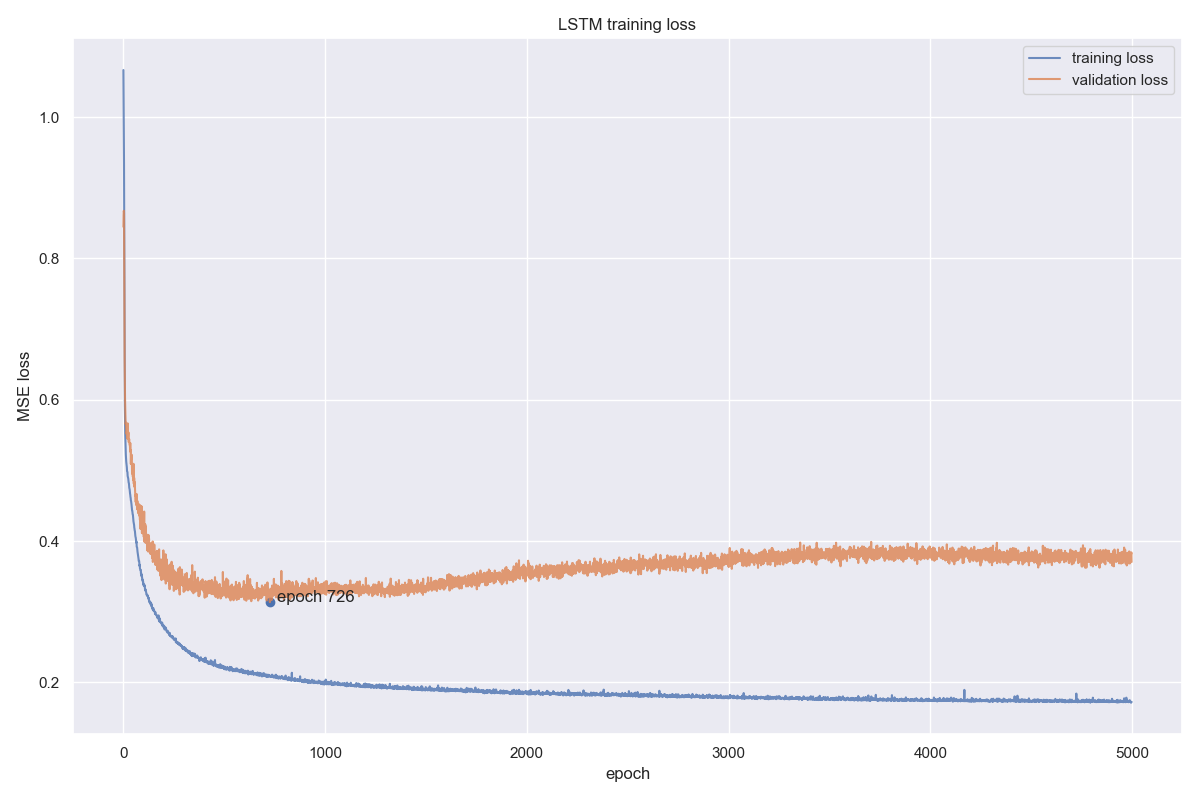 LSTM training loss
training loss
validation loss
1.0
0.8
0.6
0.4
0.2
MSE loss
epoch 726
0
1000
2000
3000
4000
5000
epoch